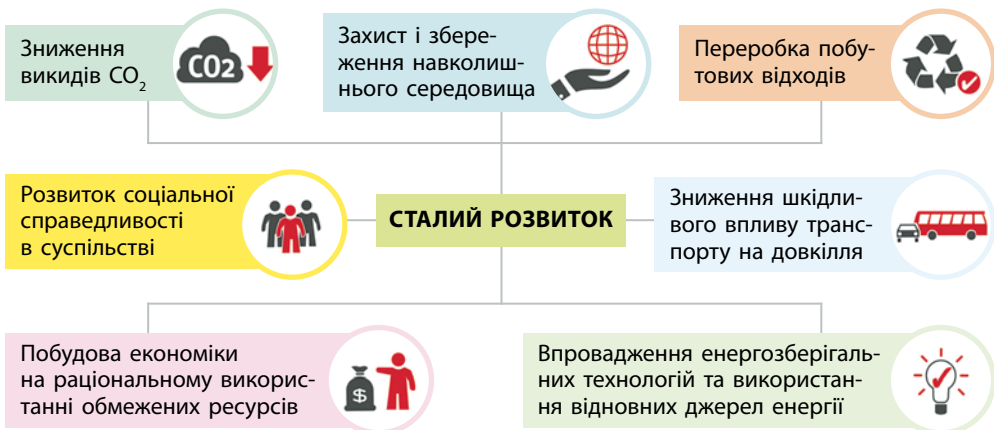 Зниження
викидів CO₂
CO2
Захист і збере-
ження навколиш-
нього середовища
Переробка побу-
тових відходів
Розвиток соціальної
справедливості
в суспільстві
СТАЛИЙ РОЗВИТОК
Зниження шкідли-
вого впливу транс-
порту на довкілля
Побудова економіки
на раціональному викорис-
танні обмежених ресурсів
$
Впровадження енергозберігаль-
них технологій та використан-
ня відновних джерел енергії